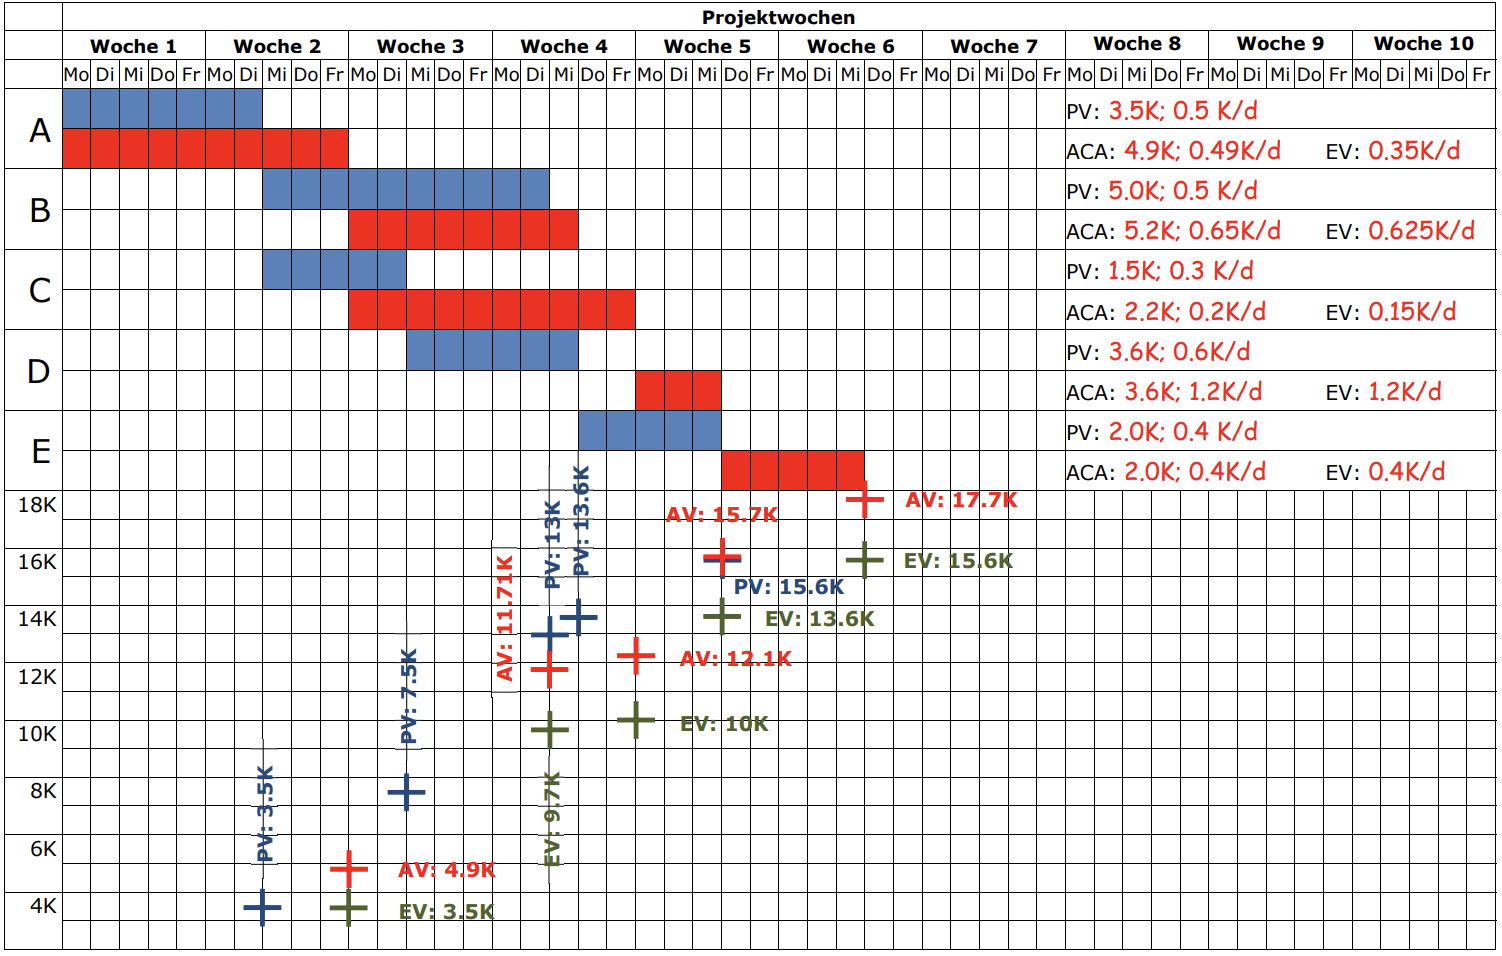 Projektwochen
Woche 1 Woche 2 Woche 3 Woche 4 Woche 5 Woche 6 Woche 7 Woche 8 Woche 9 Woche 10
Mo Di Mi Do Fr Mo Di Mi Do Fr Mo Di Mi Do Fr Mo Di Mi Do Fr Mo Di Mi Do Fr Mo Di Mi Do Fr Mo Di Mi Do Fr Mo Di Mi Do Fr Mo Di Mi Do Fr Mo Di Mi Do Fr
A
PV: 3.5K; 0.5 K/d
ACA: 4.9K; 0.49K/d EV: 0.35K/d
B
PV: 5.0K; 0.5 K/d
ACA: 5.2K; 0.65K/d EV: 0.625K/d
C
PV: 1.5K; 0.3 K/d
ACA: 2.2K; 0.2K/d EV: 0.15K/d
D
PV: 3.6K; 0.6K/d
ACA: 3.6K; 1.2K/d EV: 1.2K/d
E
PV: 2.0K; 0.4 K/d
ACA: 2.0K; 0.4K/d EV: 0.4K/d
18K
16K
14K
12K
10K
8K
6K
4K
PV: 3.5K
AV: 4.9K
EV: 3.5K
PV: 7.5K
AV: 11.71K
PV: 13K
EV: 9.7K
PV: 13.6K
AV: 12.1K
EV: 10K
AV: 15.7K
PV: 15.6K
EV: 13.6K
AV: 17.7K
EV: 15.6K